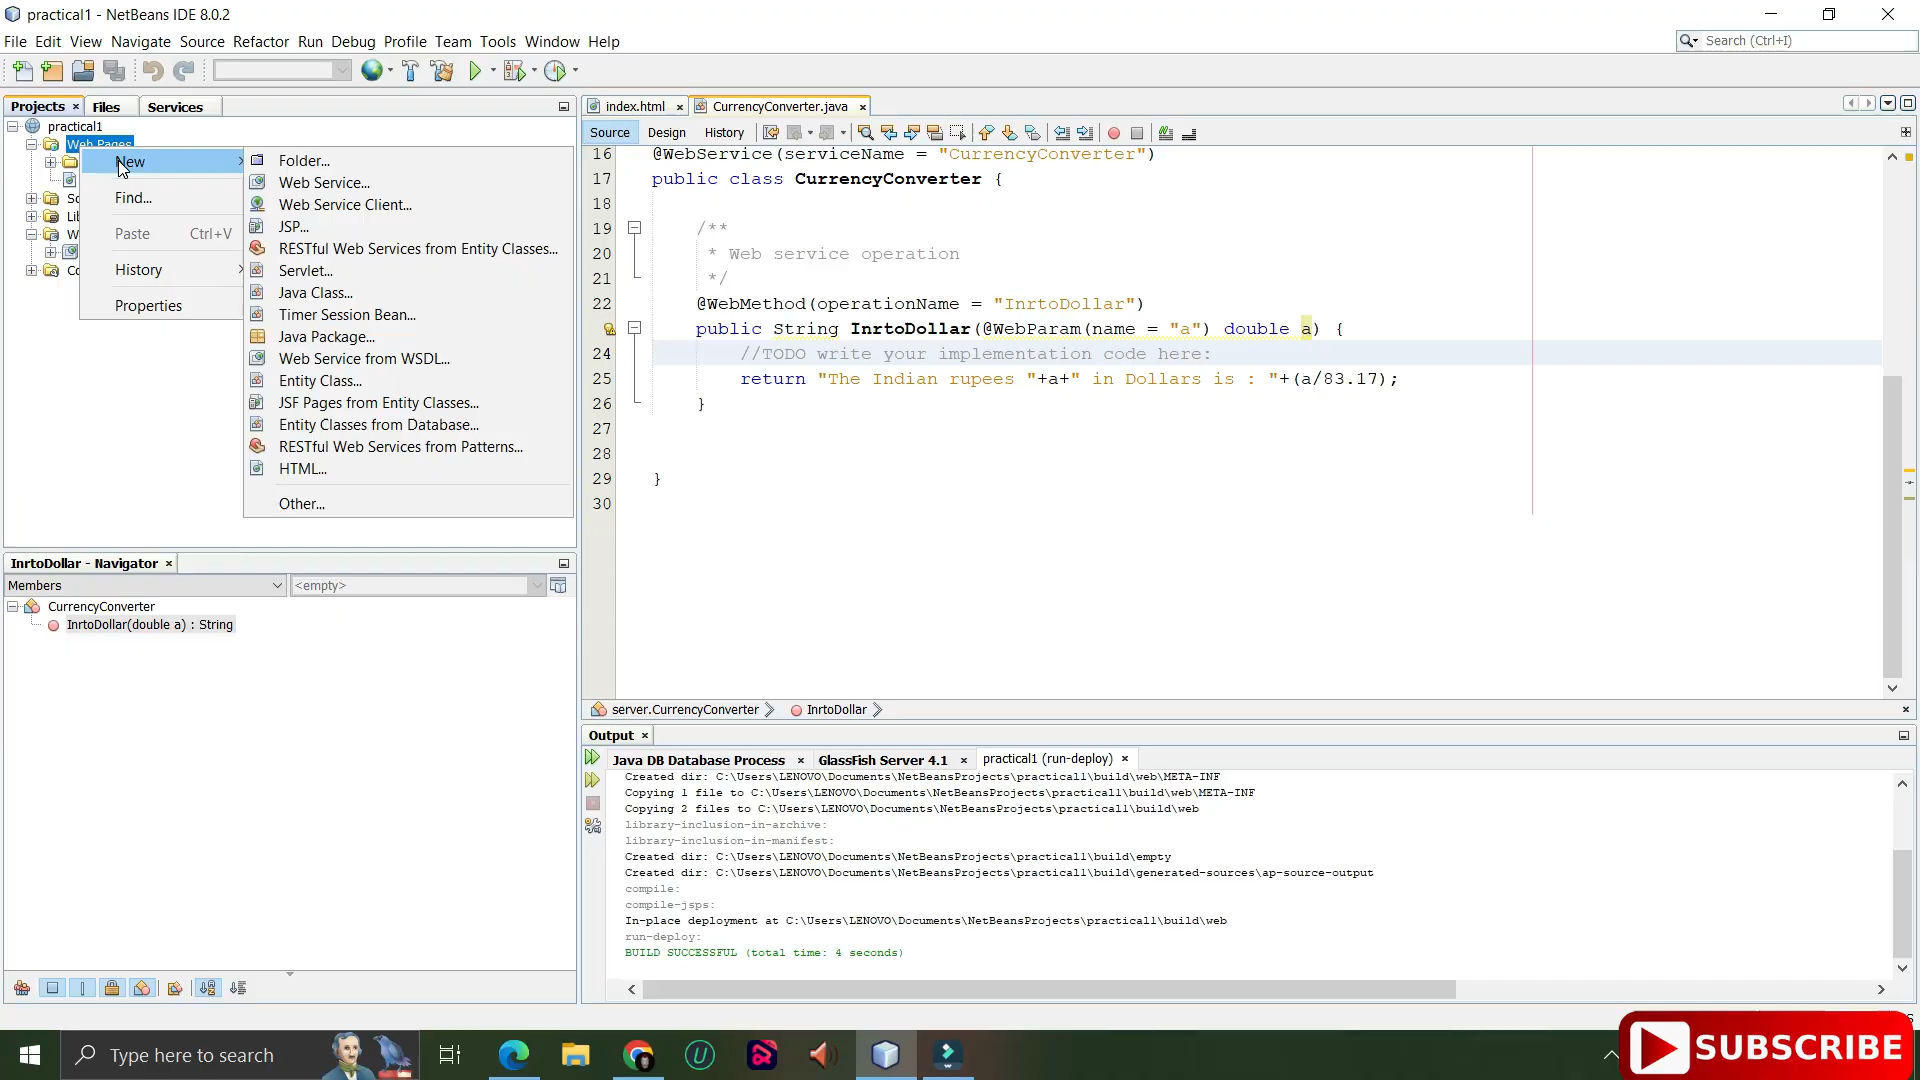 practical1 - NetBeans IDE 8.0.2
File Edit View Navigate Source Refactor Run Debug Profile Team Tools Window Help
Search (Ctrl+I)
Projects × Files Services
index.html × CurrencyConverter.java ×
Source Design History
practical1
Web Pages
New
Find...
Paste Ctrl+V
History
Properties
Folder...
Web Service...
Web Service Client...
JSP...
RESTful Web Services from Entity Classes...
Servlet...
Java Class...
Timer Session Bean...
Java Package...
Web Service from WSDL...
Entity Class...
JSF Pages from Entity Classes...
Entity Classes from Database...
RESTful Web Services from Patterns...
HTML...
Other...
16 @WebService(serviceName = "CurrencyConverter")
17 public class CurrencyConverter {
18
19 /**
20 * Web service operation
21 */
22 @WebMethod(operationName = "InrtoDollar")
public String InrtoDollar(@WebParam(name = "a") double a) {
24 //TODO write your implementation code here:
25 return "The Indian rupees "+a+" in Dollars is : "+(a/83.17);
26 }
27
28
29 }
30
server.CurrencyConverter InrtoDollar
InrtoDollar - Navigator ×
Members <empty>
CurrencyConverter
InrtoDollar(double a) : String
Output ×
Java DB Database Process × GlassFish Server 4.1 × practical1 (run-deploy) ×
Created dir: C:\Users\LENOVO\Documents\NetBeansProjects\practical1\build\web\META-INF
Copying 1 file to C:\Users\LENOVO\Documents\NetBeansProjects\practical1\build\web\META-INF
Copying 2 files to C:\Users\LENOVO\Documents\NetBeansProjects\practical1\build\web
library-inclusion-in-archive:
library-inclusion-in-manifest:
Created dir: C:\Users\LENOVO\Documents\NetBeansProjects\practical1\build\empty
Created dir: C:\Users\LENOVO\Documents\NetBeansProjects\practical1\build\generated-sources\ap-source-output
compile:
compile-jsps:
In-place deployment at C:\Users\LENOVO\Documents\NetBeansProjects\practical1\build\web
run-deploy:
BUILD SUCCESSFUL (total time: 4 seconds)
Type here to search
SUBSCRIBE